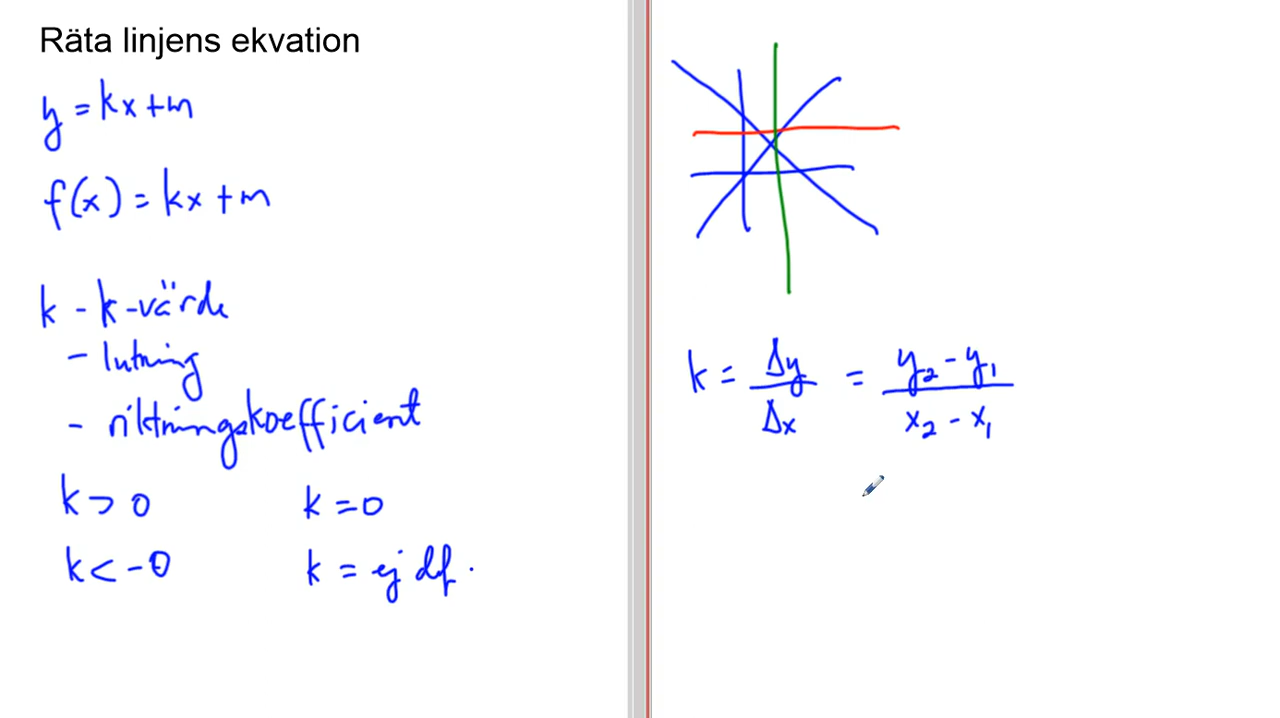 Räta linjens ekvation
y = kx + m
f(x) = kx + m
k - k-värde
- lutning
- riktningskoefficient
k > 0 k = 0
k < -0 k = ej df.
k = Δy/Δx = y₂ - y₁/x₂ - x₁